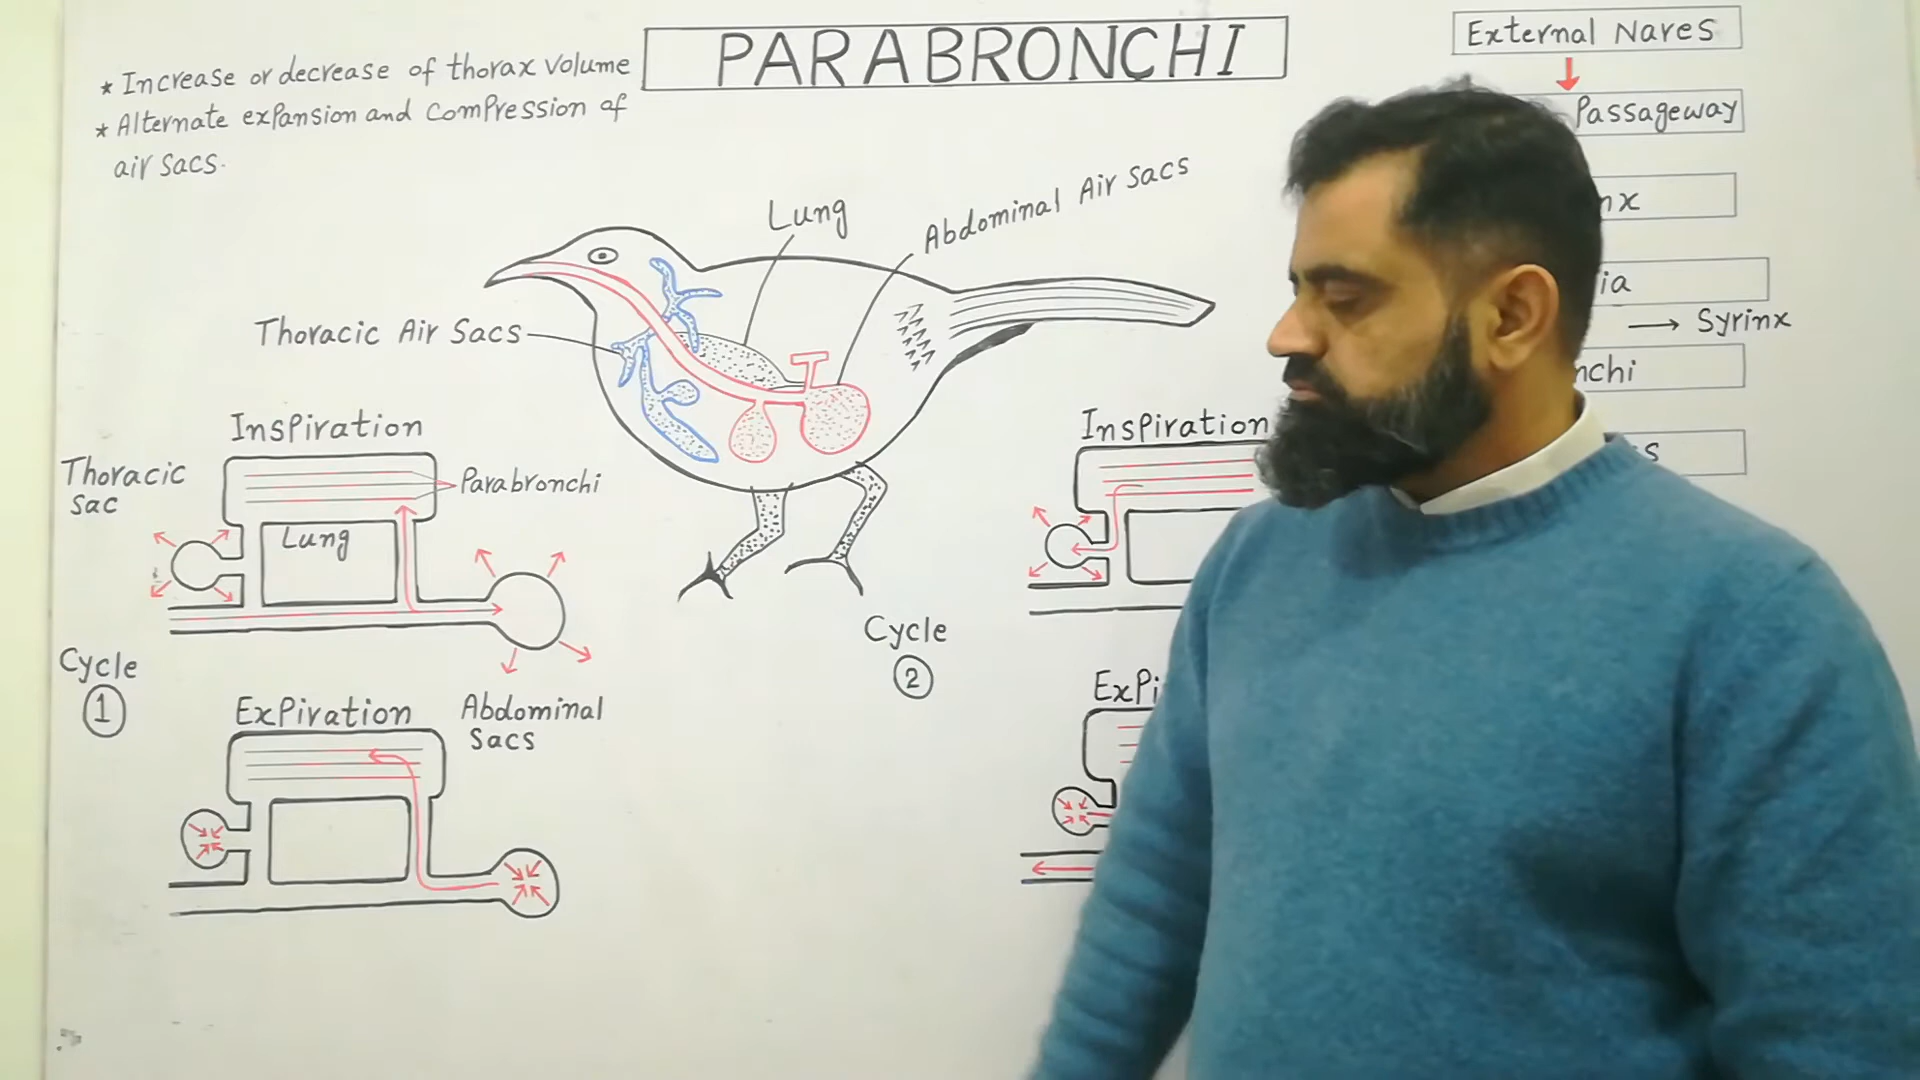 PARABRONCHI
* Increase or decrease of thorax volume
* Alternate expansion and compression of
air sacs.
External Nares
Passageway
Syrinx
Lung
Abdominal Air Sacs
Thoracic Air Sacs
Inspiration
Thoracic
Sac
Parabronchi
Lung
Cycle
1
Expiration
Abdominal
Sacs
Cycle
2
Inspiration